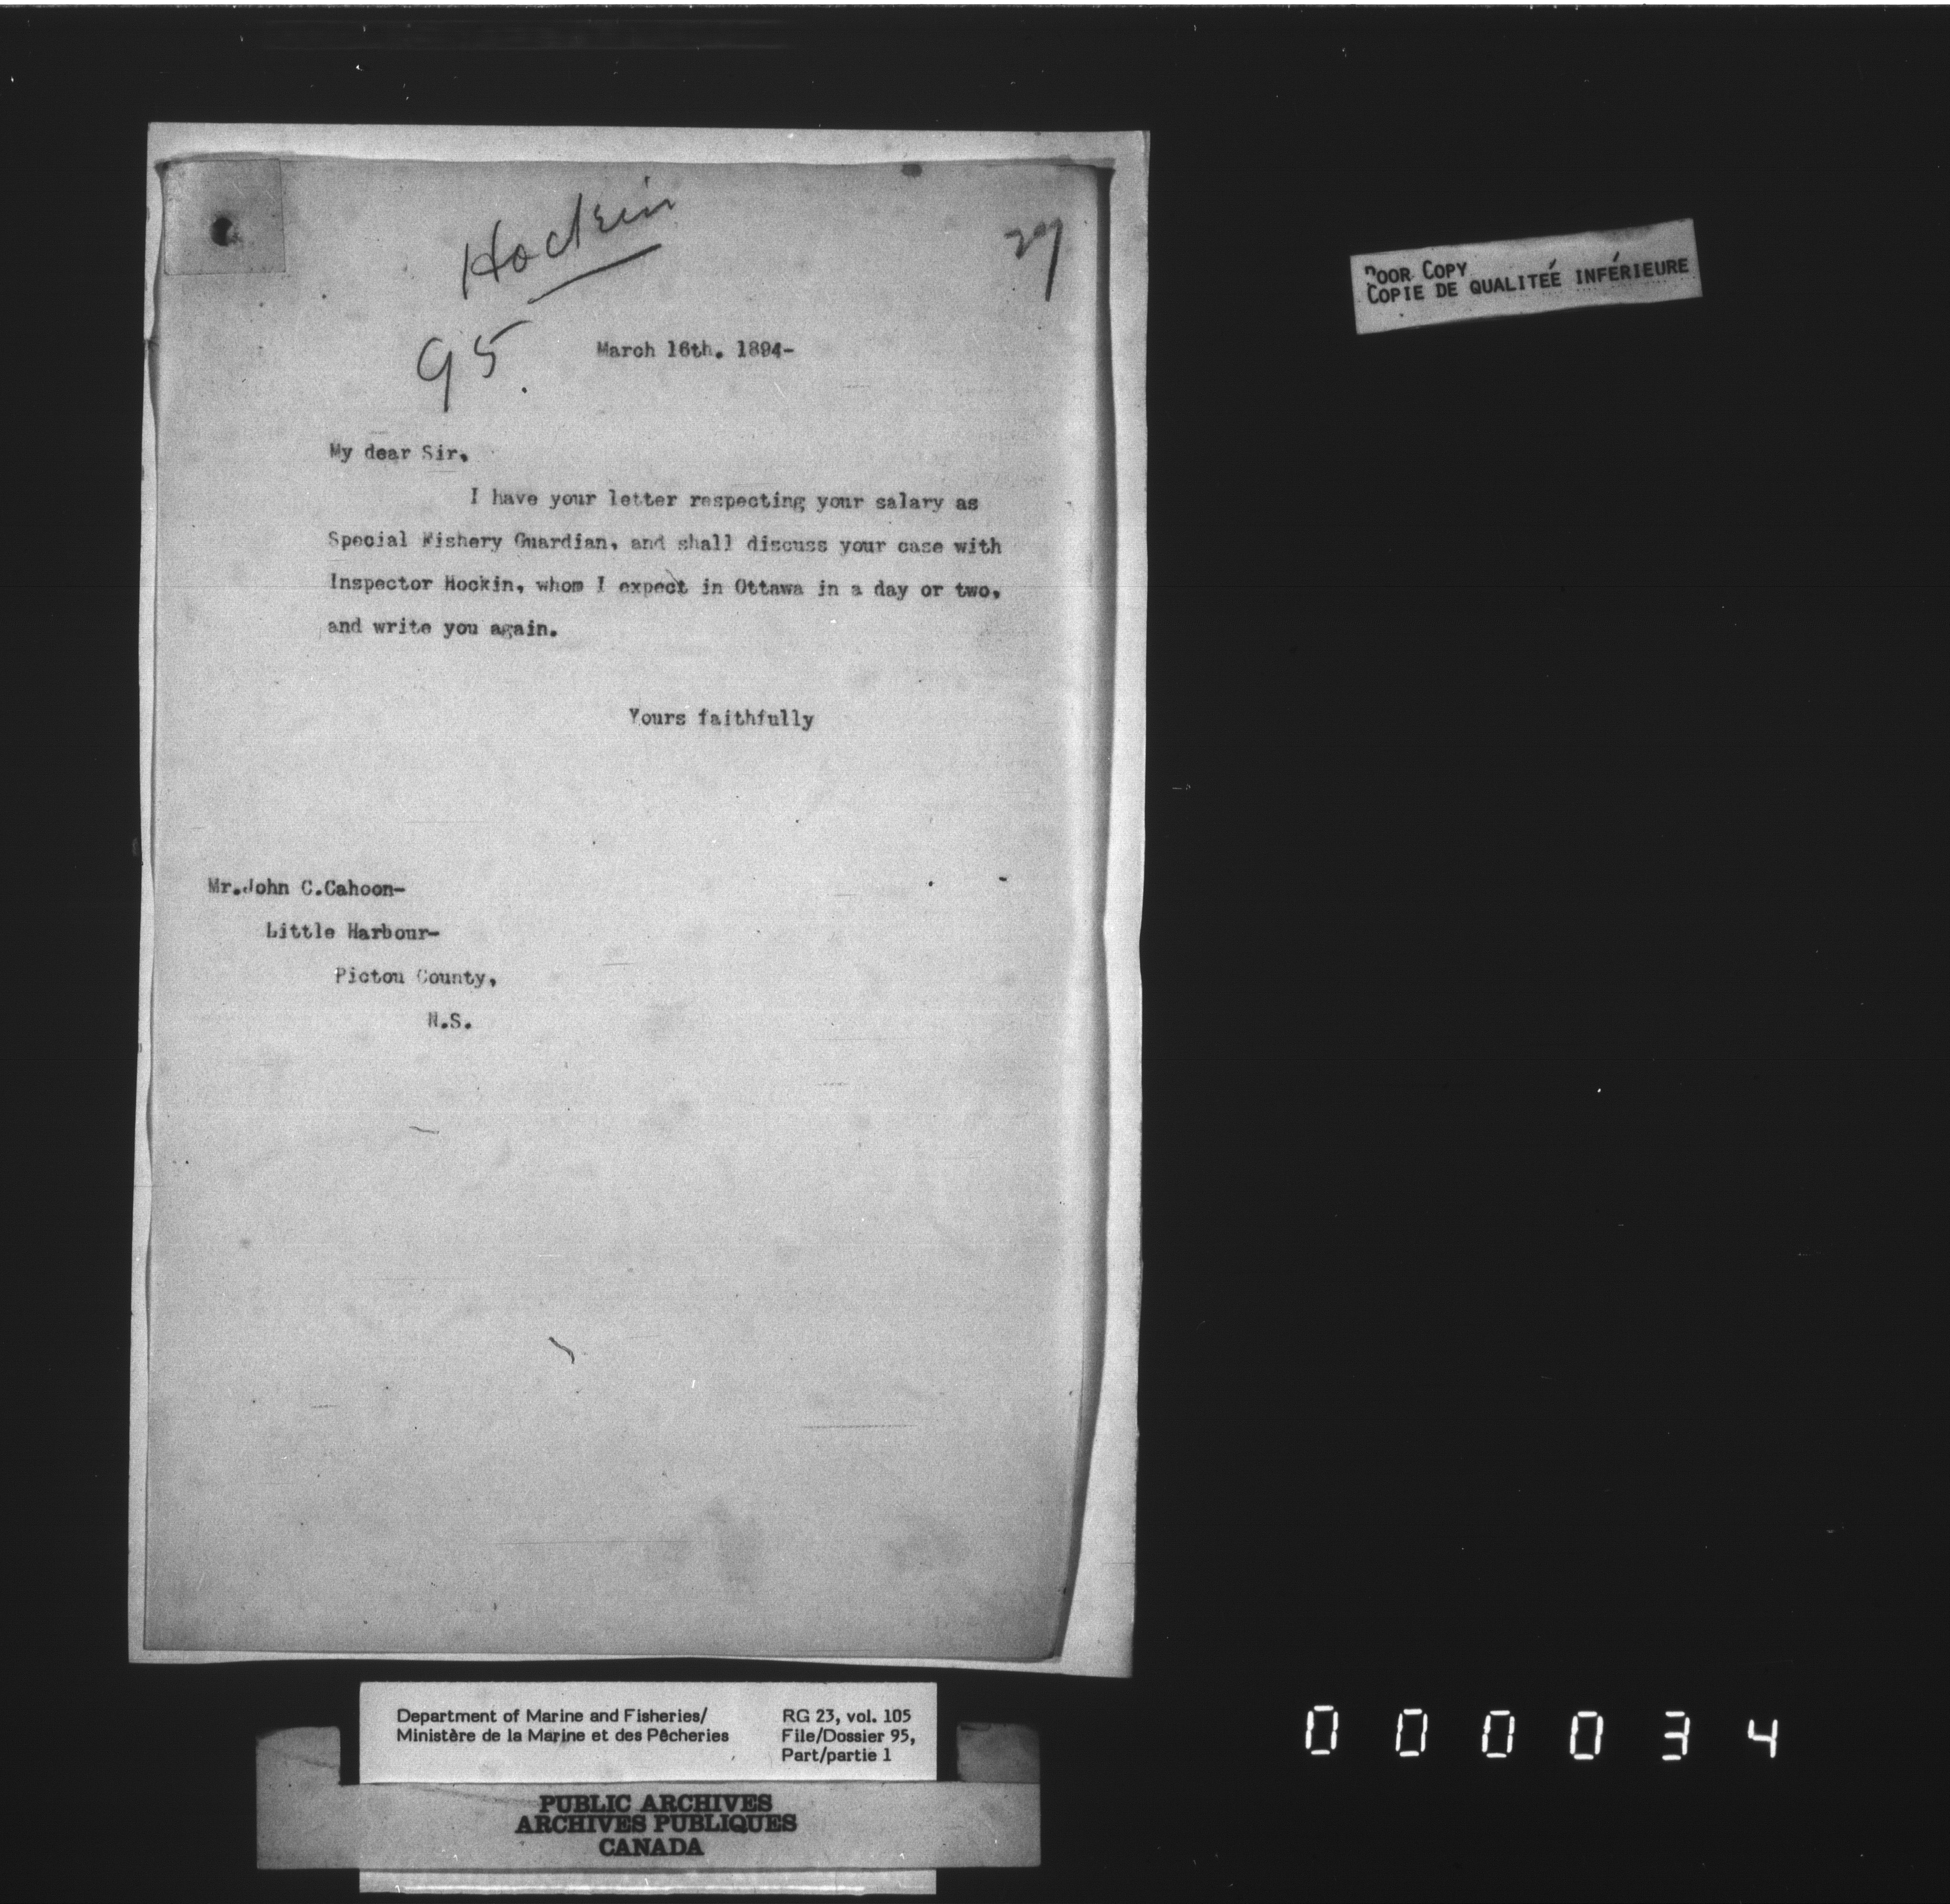 Hockin
27
95.
March 16th. 1894-
My dear Sir,
I have your letter respecting your salary as
Special Fishery Guardian, and shall discuss your case with
Inspector Hockin, whom I expect in Ottawa in a day or two,
and write you again.
Yours faithfully
Mr.John C.Cahoon-
Little Harbour-
Pictou County,
N.S.
POOR COPY
COPIE DE QUALITEÉ INFÉRIEURE
Department of Marine and Fisheries/
Ministère de la Marine et des Pêcheries
RG 23, vol. 105
File/Dossier 95,
Part/partie 1
PUBLIC ARCHIVES
ARCHIVES PUBLIQUES
CANADA
000034